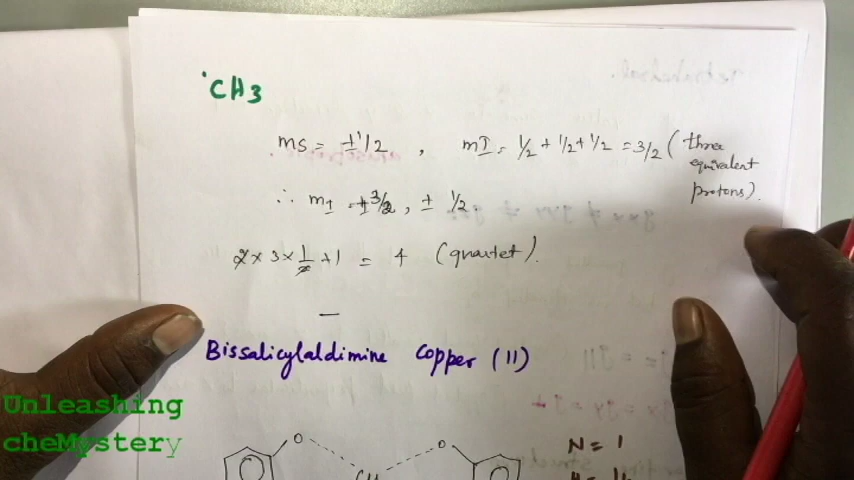 ·CH3
ms = ±1/2 , mI = 1/2 + 1/2 + 1/2 = 3/2 ( three
equivalent
protons).
∴ mI = ±3/2, ± 1/2
2 × 3 × 1/2 + 1 = 4 (quartet).
Bissalicylaldimine Copper (11)
Unleashing
cheMystery
O O
N = 1